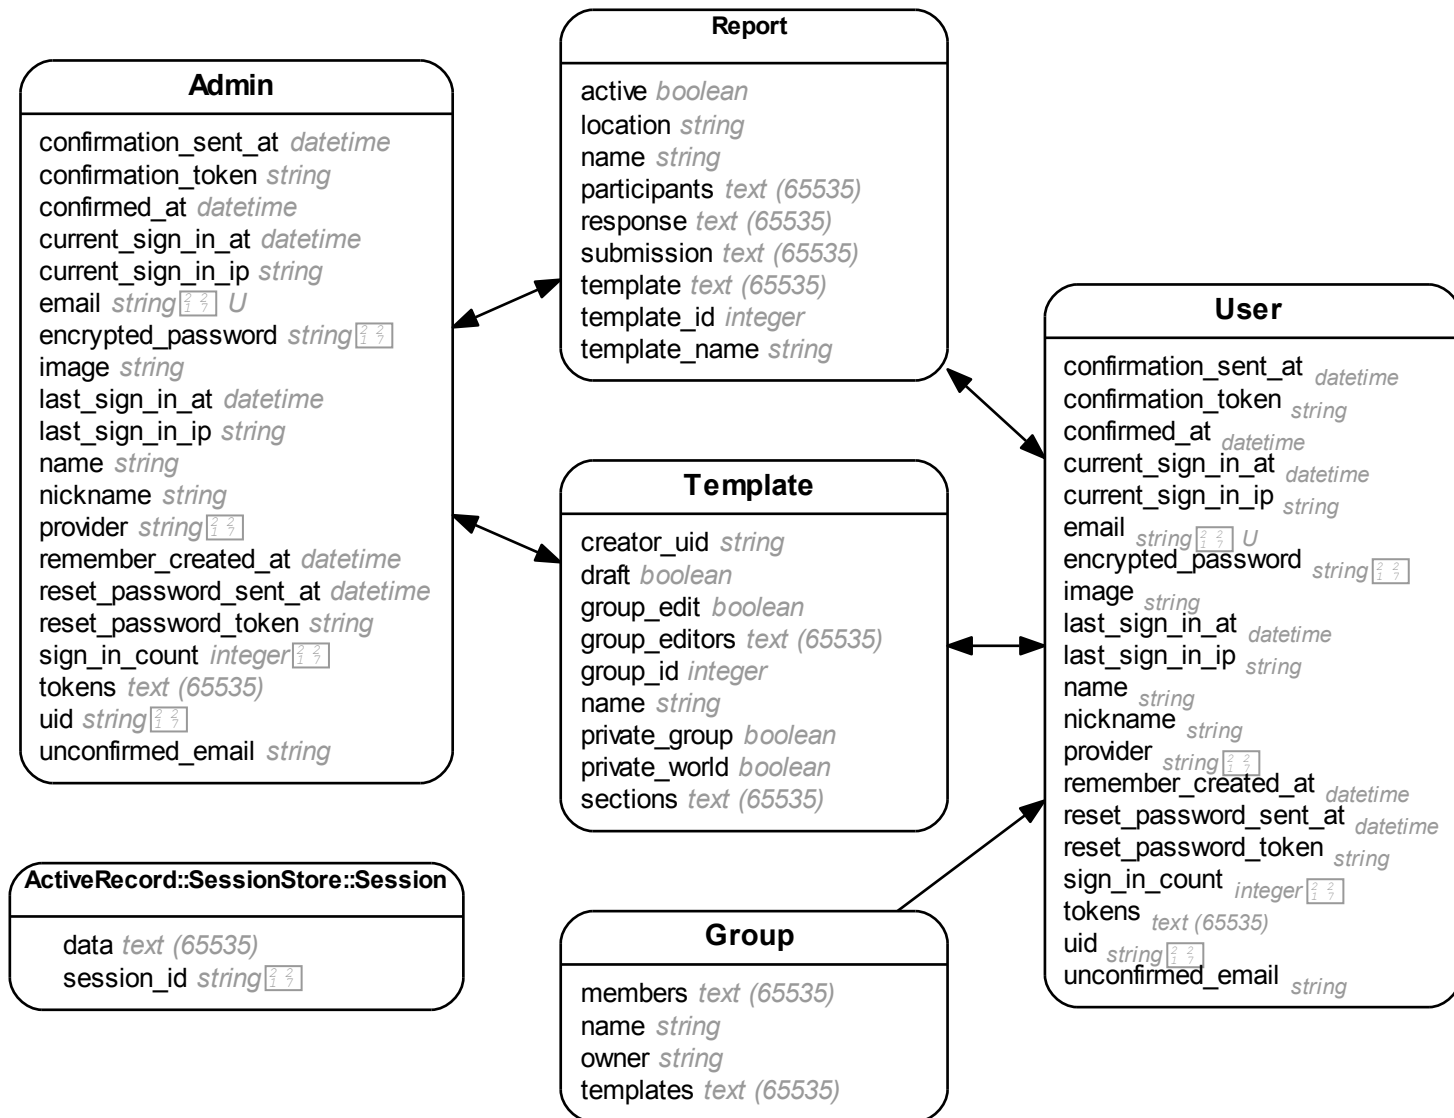 Admin
confirmation_sent_at datetime
confirmation_token string
confirmed_at datetime
current_sign_in_at datetime
current_sign_in_ip string
email string U
encrypted_password string
image string
last_sign_in_at datetime
last_sign_in_ip string
name string
nickname string
provider string
remember_created_at datetime
reset_password_sent_at datetime
reset_password_token string
sign_in_count integer
tokens text (65535)
uid string
unconfirmed_email string
ActiveRecord::SessionStore::Session
data text (65535)
session_id string
Report
active boolean
location string
name string
participants text (65535)
response text (65535)
submission text (65535)
template text (65535)
template_id integer
template_name string
Template
creator_uid string
draft boolean
group_edit boolean
group_editors text (65535)
group_id integer
name string
private_group boolean
private_world boolean
sections text (65535)
Group
members text (65535)
name string
owner string
templates text (65535)
User
confirmation_sent_at datetime
confirmation_token string
confirmed_at datetime
current_sign_in_at datetime
current_sign_in_ip string
email string U
encrypted_password string
image string
last_sign_in_at datetime
last_sign_in_ip string
name string
nickname string
provider string
remember_created_at datetime
reset_password_sent_at datetime
reset_password_token string
sign_in_count integer
tokens text (65535)
uid string
unconfirmed_email string